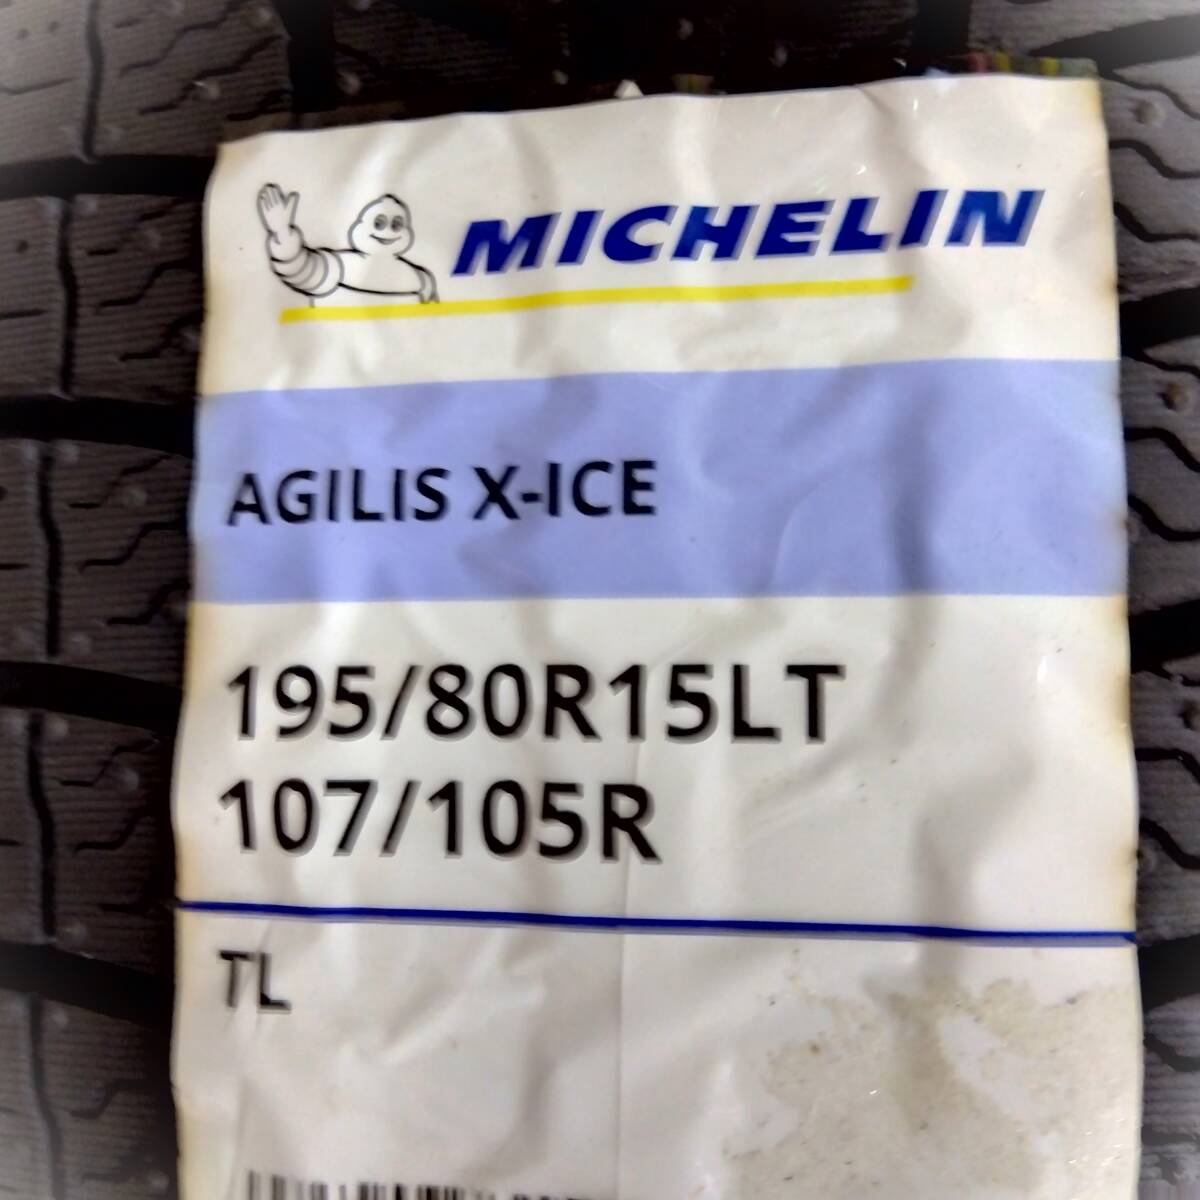 MICHELIN
AGILIS X-ICE
195/80R15LT
107/105R
TL